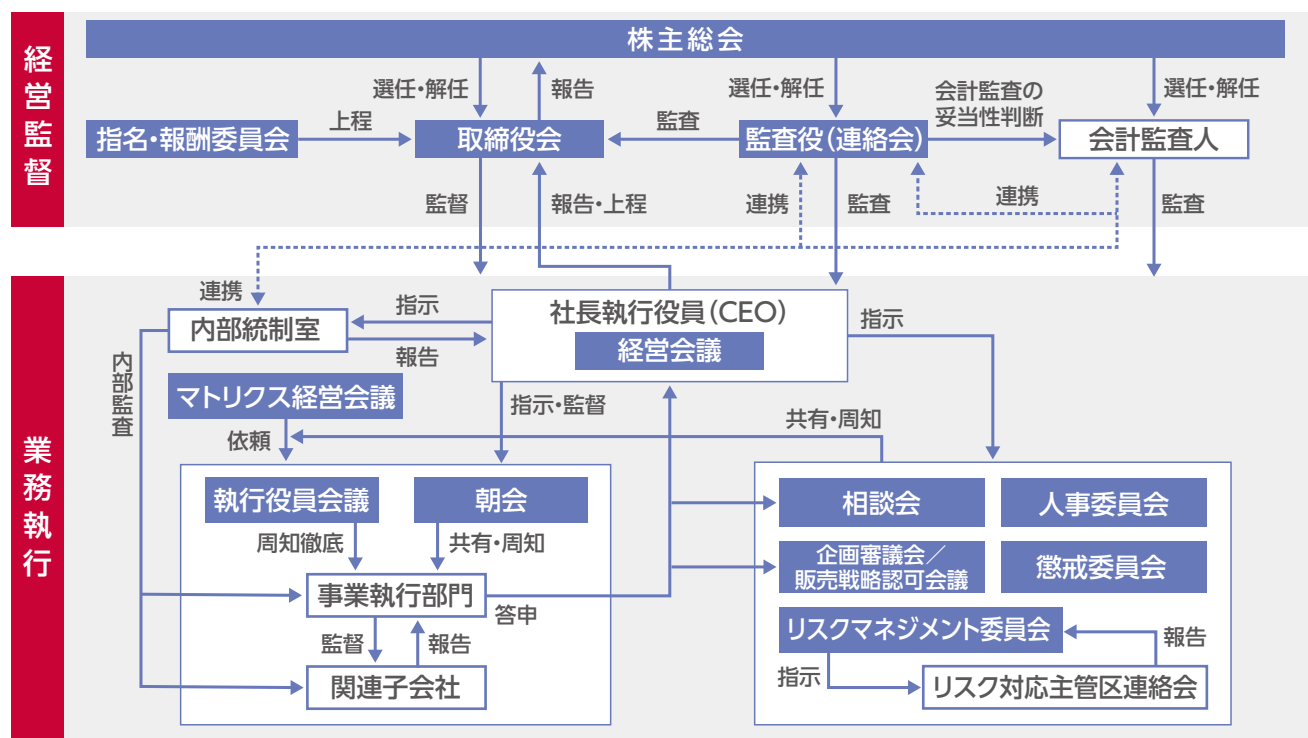 経営監督
株主総会
選任・解任
報告
選任・解任
会計監査の
妥当性判断
選任・解任
指名・報酬委員会
上程
取締役会
監査
監査役（連絡会）
会計監査人
監督
報告・上程
連携
監査
連携
監査
業務執行
連携
内部統制室
指示
報告
社長執行役員（CEO）
経営会議
指示
内部監査
マトリクス経営会議
指示・監督
依頼
共有・周知
執行役員会議
朝会
周知徹底
共有・周知
事業執行部門
答申
監督
報告
関連子会社
相談会
人事委員会
企画審議会／
販売戦略認可会議
懲戒委員会
リスクマネジメント委員会
報告
指示
リスク対応主管区連絡会